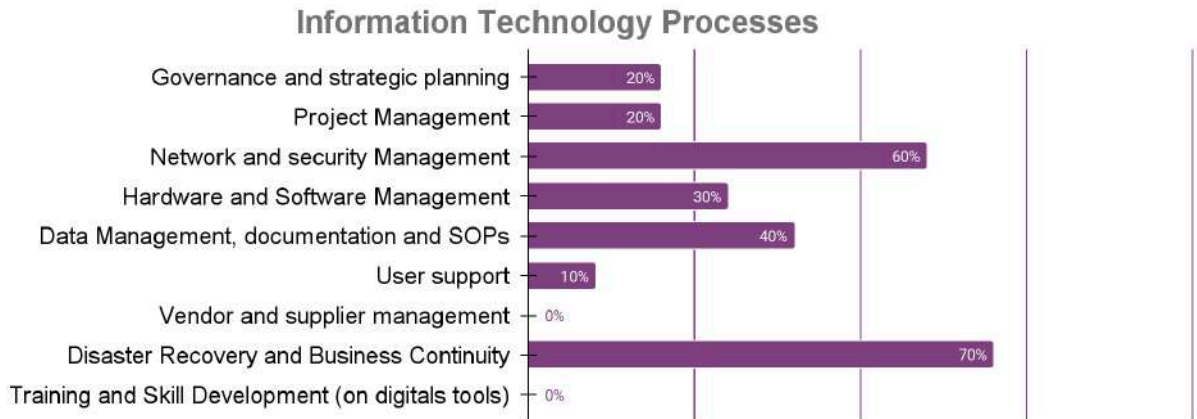 Information Technology Processes
Governance and strategic planning 20%
Project Management 20%
Network and security Management 60%
Hardware and Software Management 30%
Data Management, documentation and SOPs 40%
User support 10%
Vendor and supplier management 0%
Disaster Recovery and Business Continuity 70%
Training and Skill Development (on digitals tools) 0%